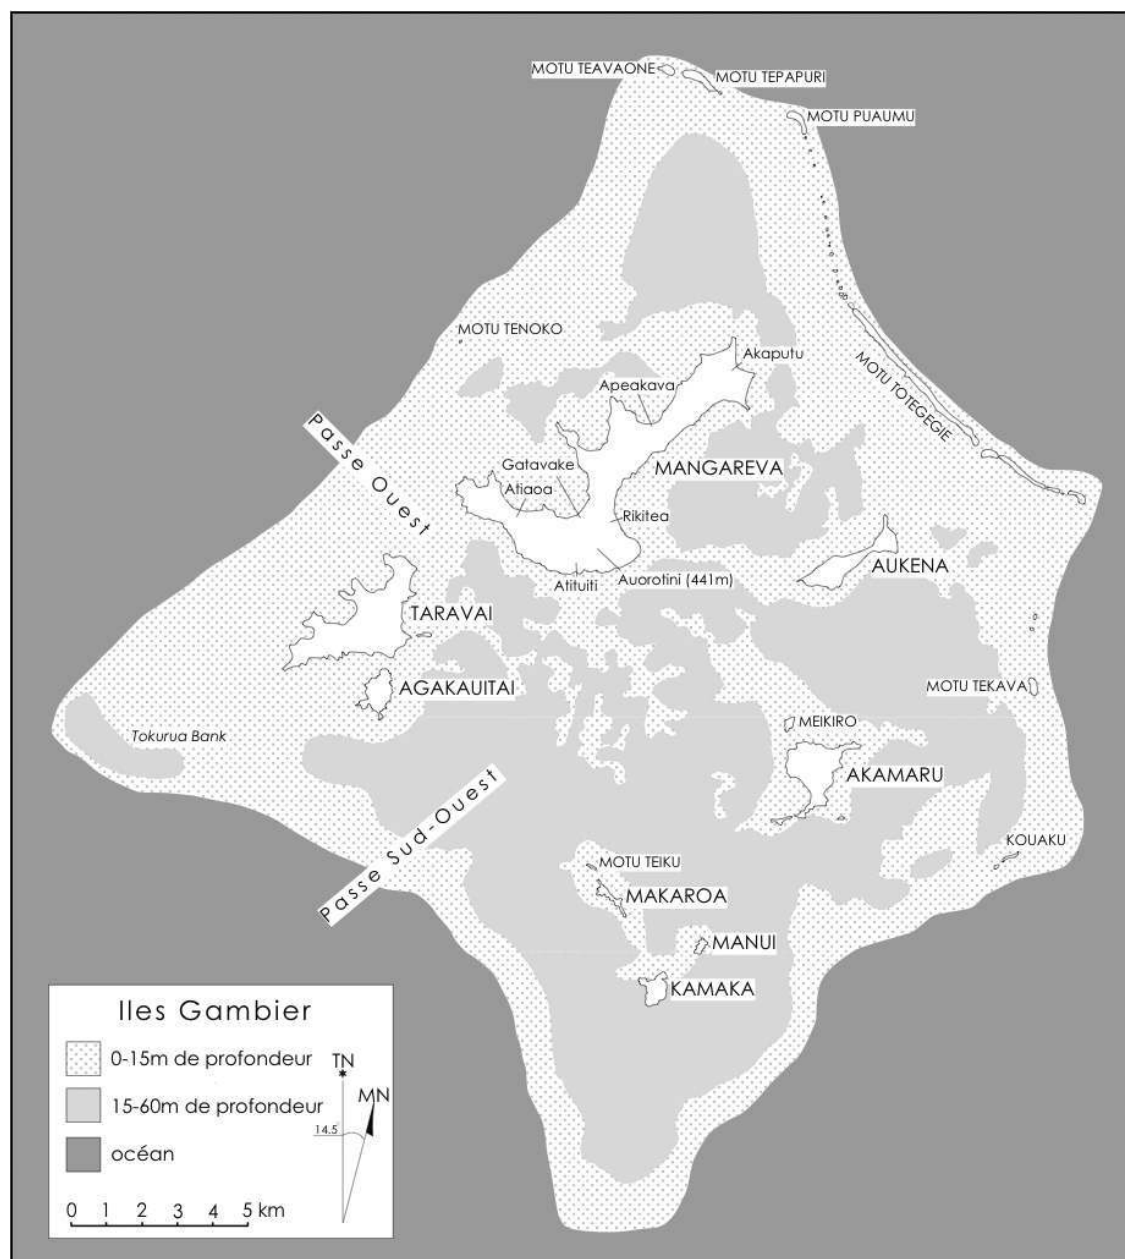 MOTU TEAVAONE
MOTU TEPAPURI
MOTU PUAUMU
MOTU TENOKO
Akaputu
MOTU TOTEGEGIE
Apeakava
Passe Ouest
MANGAREVA
Gatavake
Atiaoa
Rikitea
AUKENA
Atituiti
Auorotini (441m)
TARAVAI
AGAKAUITAI
MOTU TEKAVA
MEIKIRO
Tokurua Bank
AKAMARU
Passe Sud-Ouest
KOUAKU
MOTU TEIKU
MAKAROA
MANUI
KAMAKA
Iles Gambier
0-15m de profondeur
TN
MN
15-60m de profondeur
14.5
océan
0 1 2 3 4 5 km